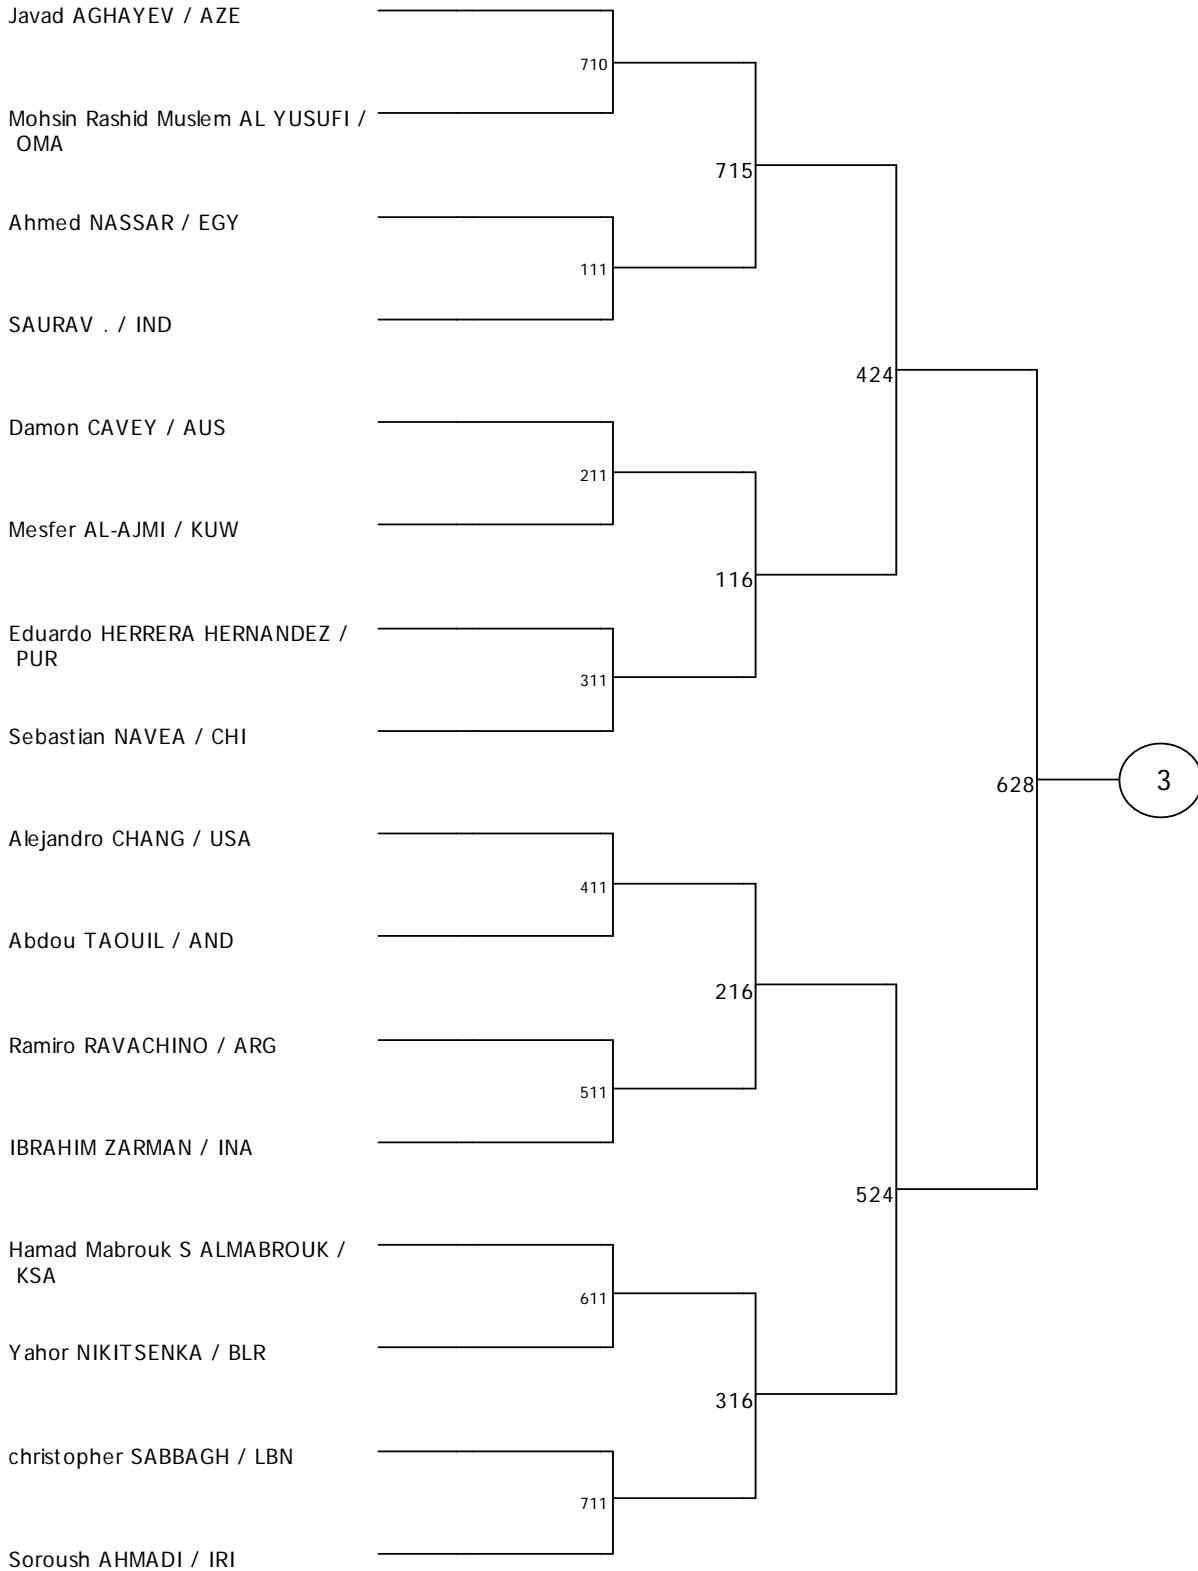 Javad AGHAYEV / AZE
710
Mohsin Rashid Muslem AL YUSUFI /
OMA
715
Ahmed NASSAR / EGY
111
SAURAV . / IND
424
Damon CAVEY / AUS
211
Mesfer AL-AJMI / KUW
116
Eduardo HERRERA HERNANDEZ /
PUR
311
Sebastian NAVEA / CHI
628
3
Alejandro CHANG / USA
411
Abdou TAOUIL / AND
216
Ramiro RAVACHINO / ARG
511
IBRAHIM ZARMAN / INA
524
Hamad Mabrouk S ALMABROUK /
KSA
611
Yahor NIKITSENKA / BLR
316
christopher SABBAGH / LBN
711
Soroush AHMADI / IRI